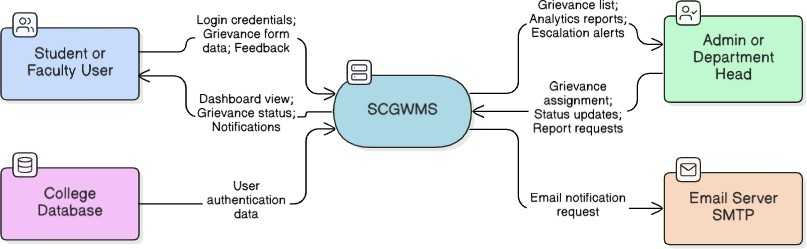 Login credentials;
Grievance form
data; Feedback
Grievance list;
Analytics reports;
Escalation alerts
Student or
Faculty User
Admin or
Department
Head
SCGWMS
Dashboard view;
Grievance status;
Notifications
Grievance
assignment;
Status updates;
Report requests
College
Database
User
authentication
data
Email notification
request
Email Server
SMTP